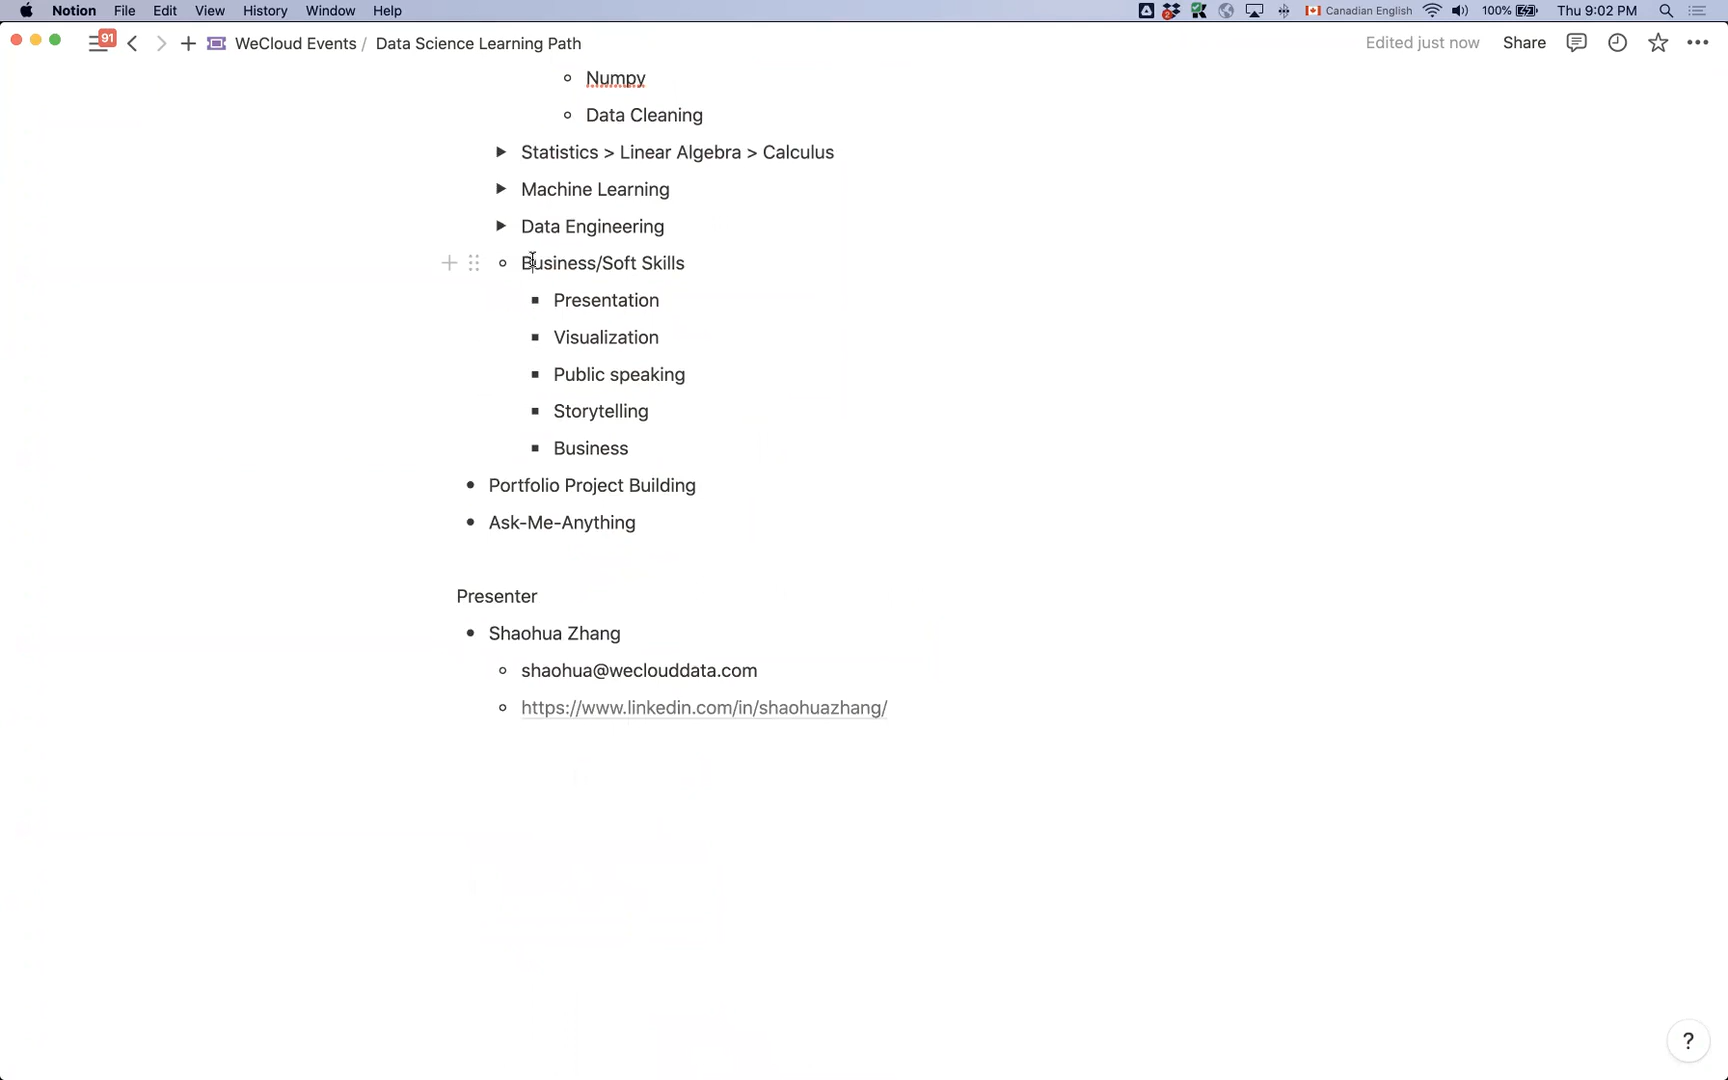 Notion File Edit View History Window Help 2 Canadian English 100% Thu 9:02 PM
91 WeCloud Events / Data Science Learning Path Edited just now Share
Numpy
Data Cleaning
Statistics > Linear Algebra > Calculus
Machine Learning
Data Engineering
Business/Soft Skills
Presentation
Visualization
Public speaking
Storytelling
Business
Portfolio Project Building
Ask-Me-Anything
Presenter
Shaohua Zhang
shaohua@weclouddata.com
https://www.linkedin.com/in/shaohuazhang/
?